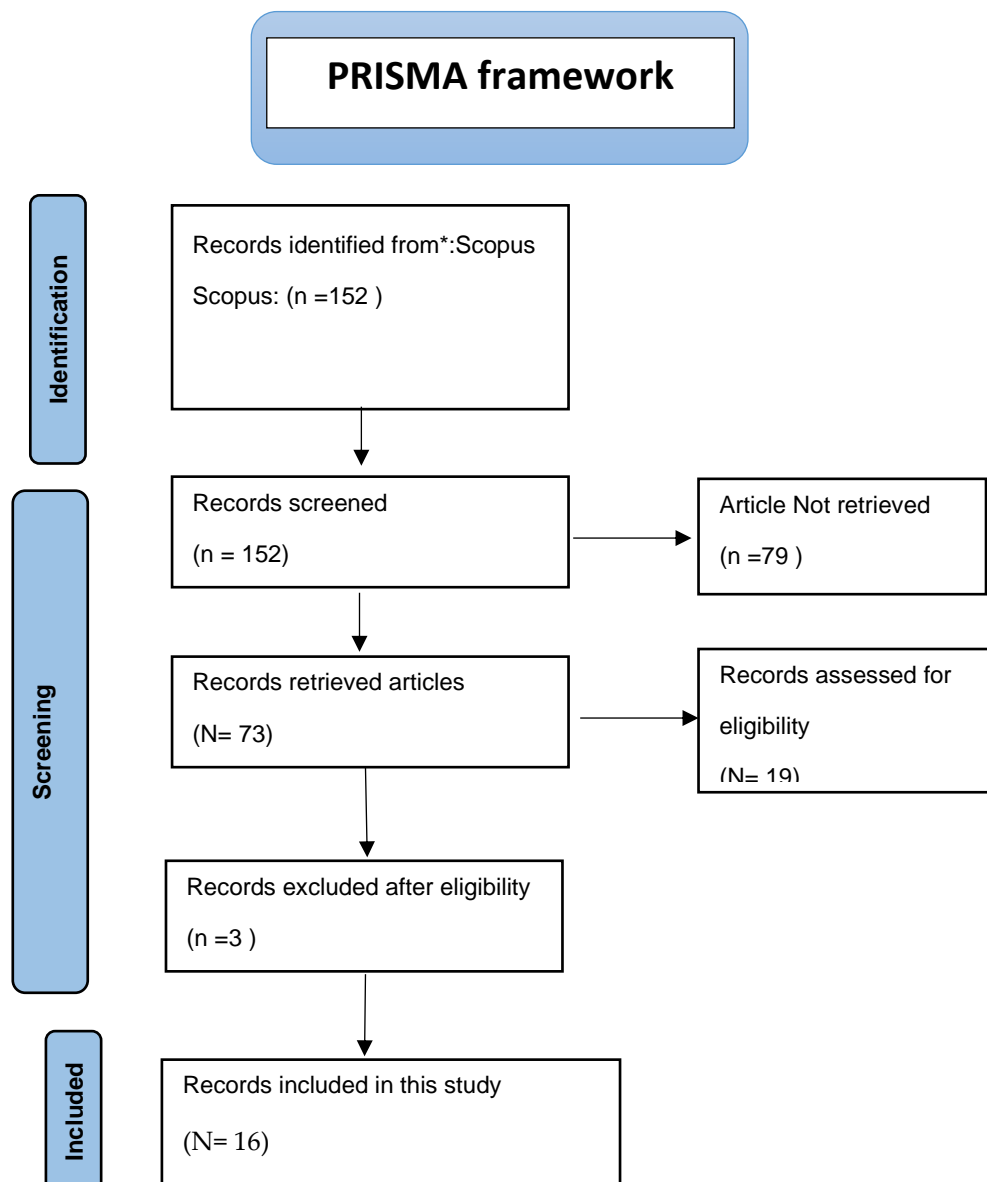 PRISMA framework
Identification
Records identified from*:Scopus
Scopus: (n =152 )
Screening
Records screened
(n = 152)
Article Not retrieved
(n =79 )
Records retrieved articles
(N= 73)
Records assessed for
eligibility
(N= 19)
Records excluded after eligibility
(n =3 )
Included
Records included in this study
(N= 16)